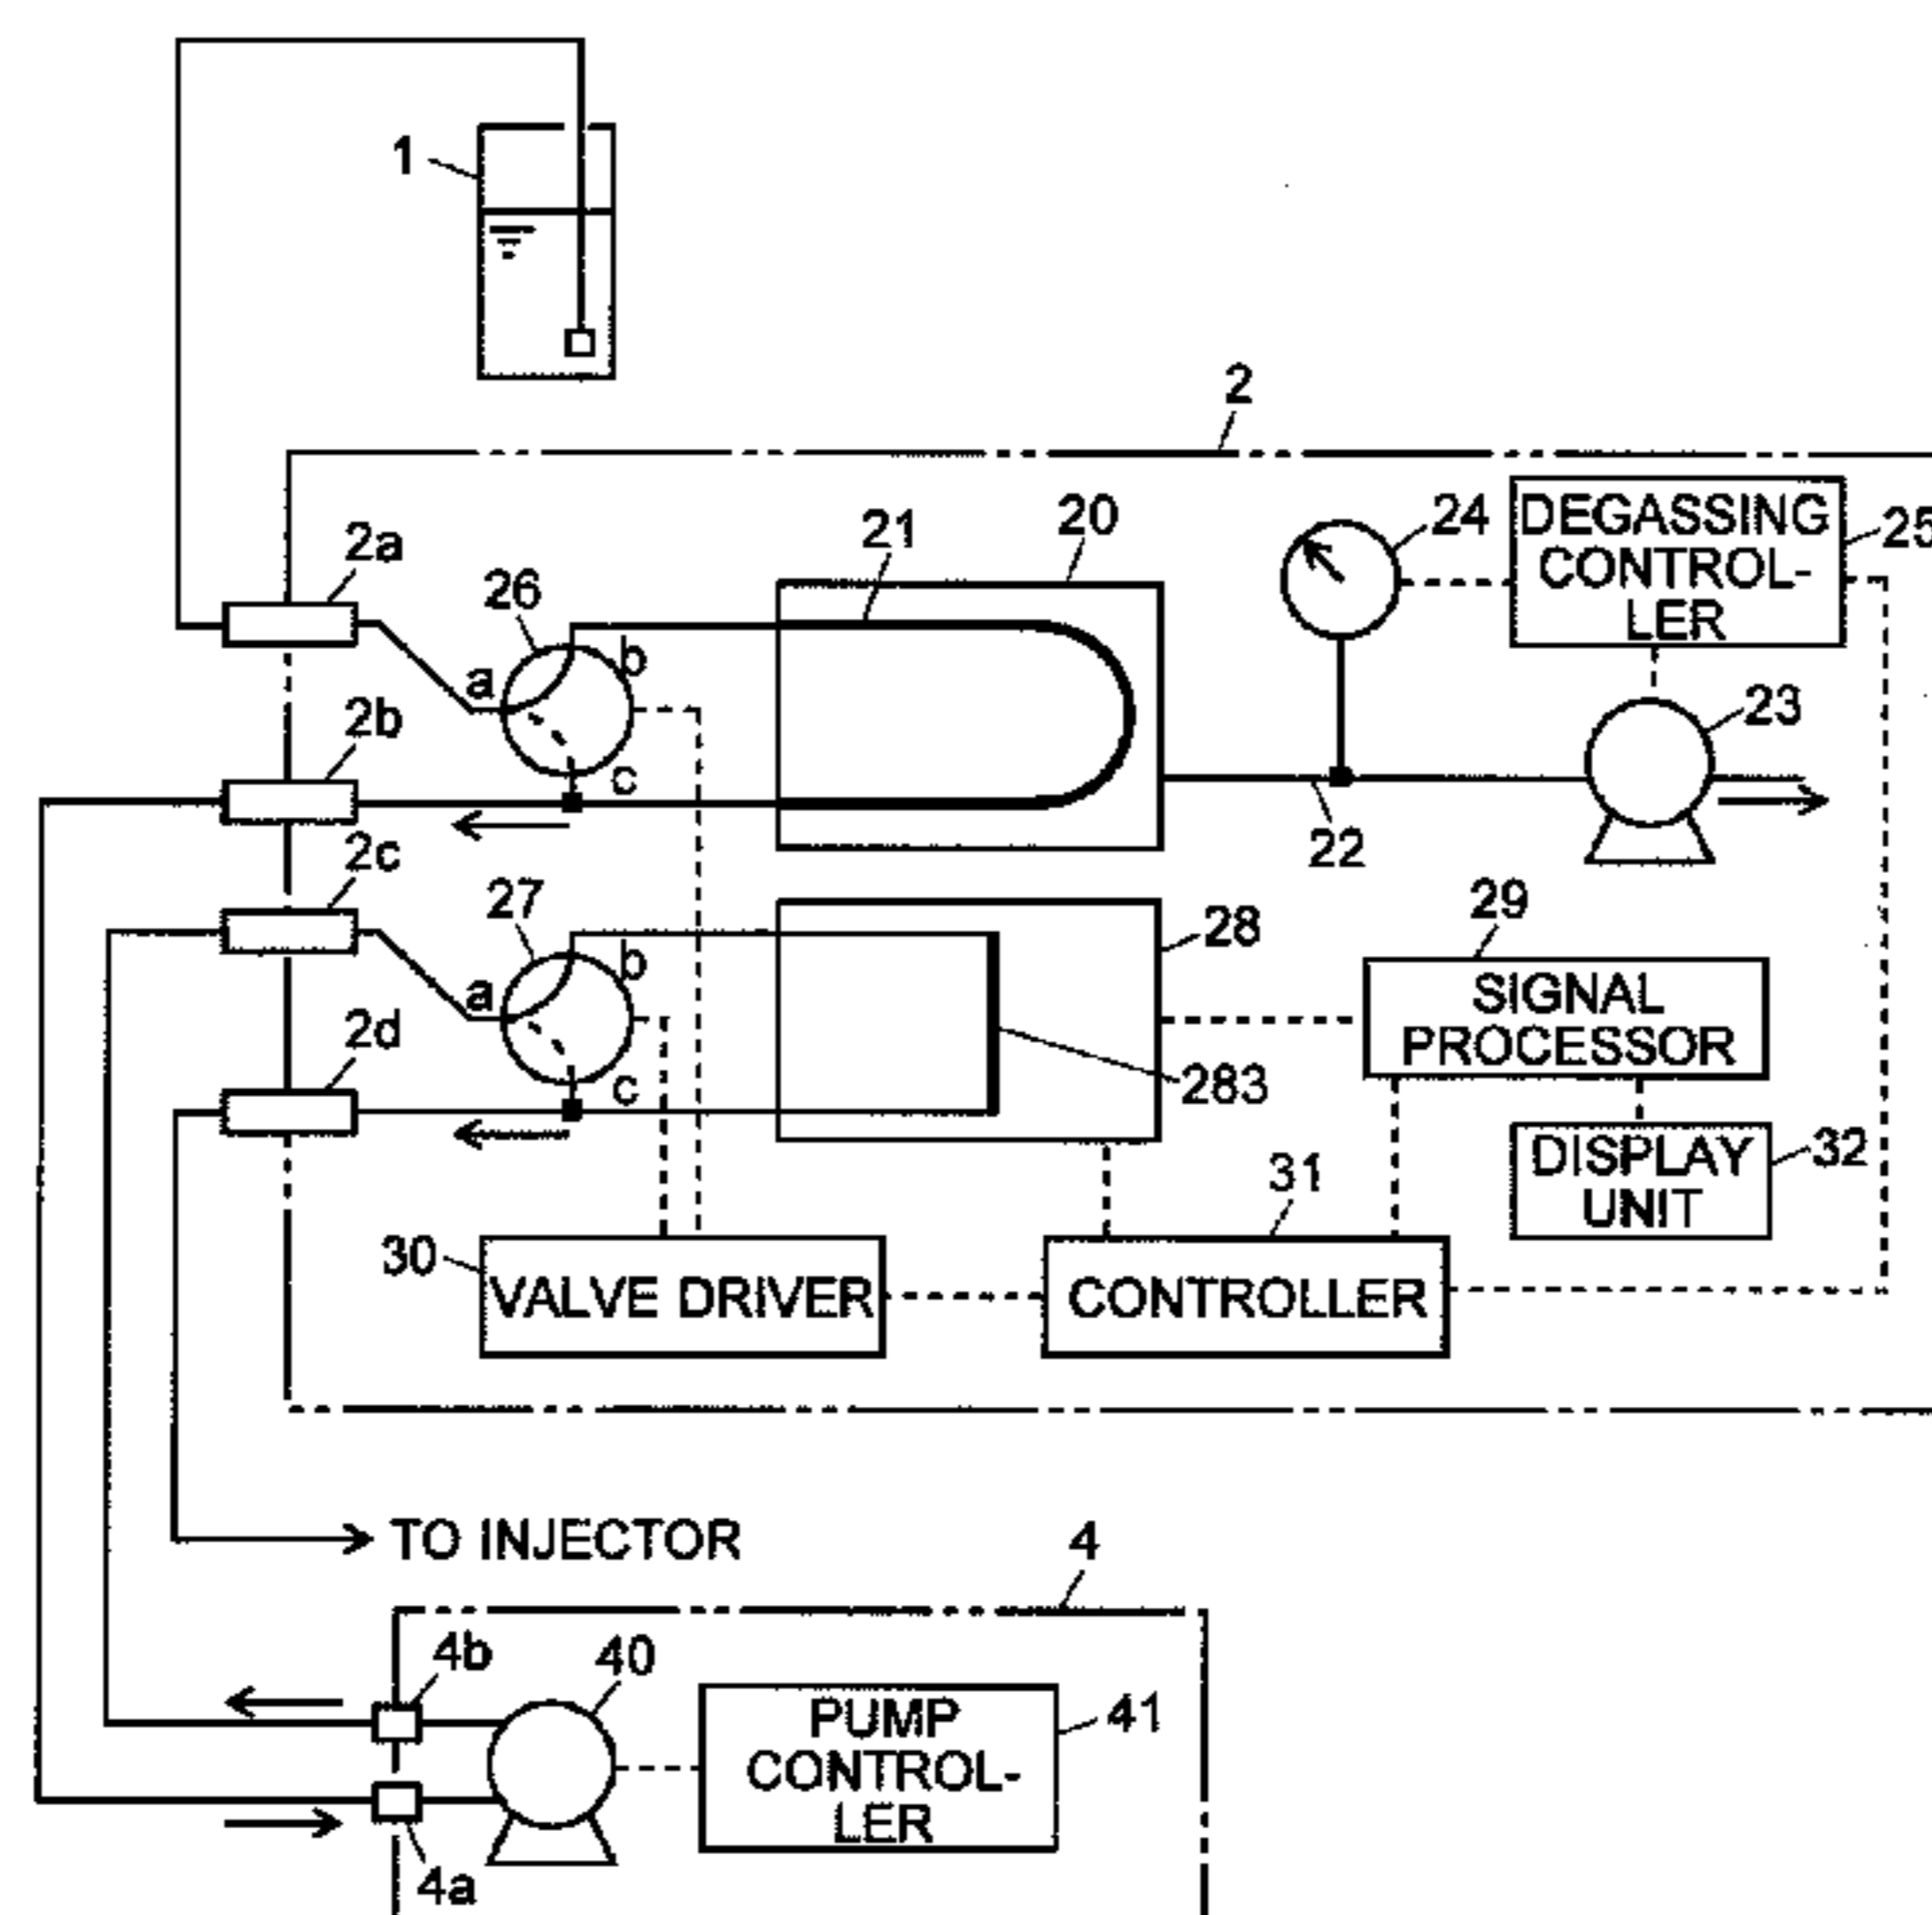 1
2
2a
26
21
20
24
DEGASSING
CONTROL-
LER
25
a
b
c
2b
23
22
2c
27
28
29
SIGNAL
PROCESSOR
a
b
c
2d
283
DISPLAY
UNIT
32
31
30
VALVE DRIVER
CONTROLLER
TO INJECTOR
4
4b
40
PUMP
CONTROL-
LER
41
4a